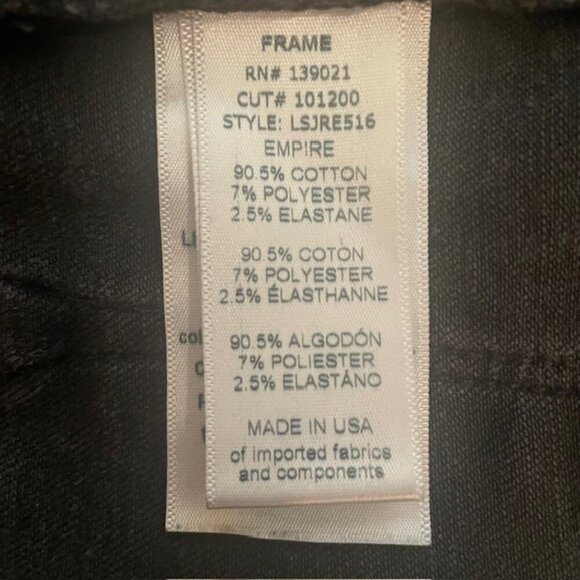 FRAME
RN# 139021
CUT# 101200
STYLE: LSJRE516
EMPIRE
90.5% COTTON
7% POLYESTER
2.5% ELASTANE
90.5% COTON
7% POLYESTER
2.5% ÉLASTHANNE
90.5% ALGODÓN
7% POLIESTER
2.5% ELASTÁNO
MADE IN USA
of imported fabrics
and components